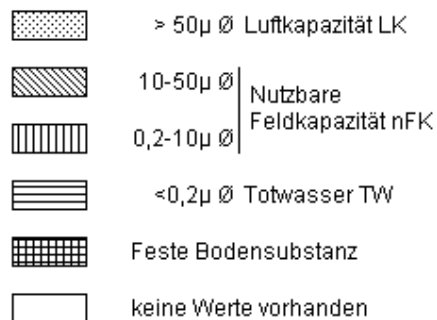 > 50µ Ø Luftkapazität LK
10-50µ Ø
Nutzbare
Feldkapazität nFK
0,2-10µ Ø
<0,2µ Ø Totwasser TW
Feste Bodensubstanz
keine Werte vorhanden